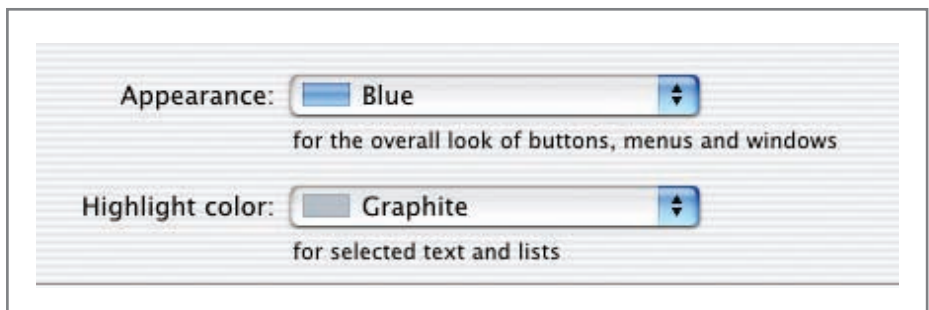 Appearance: Blue
for the overall look of buttons, menus and windows
Highlight color: Graphite
for selected text and lists